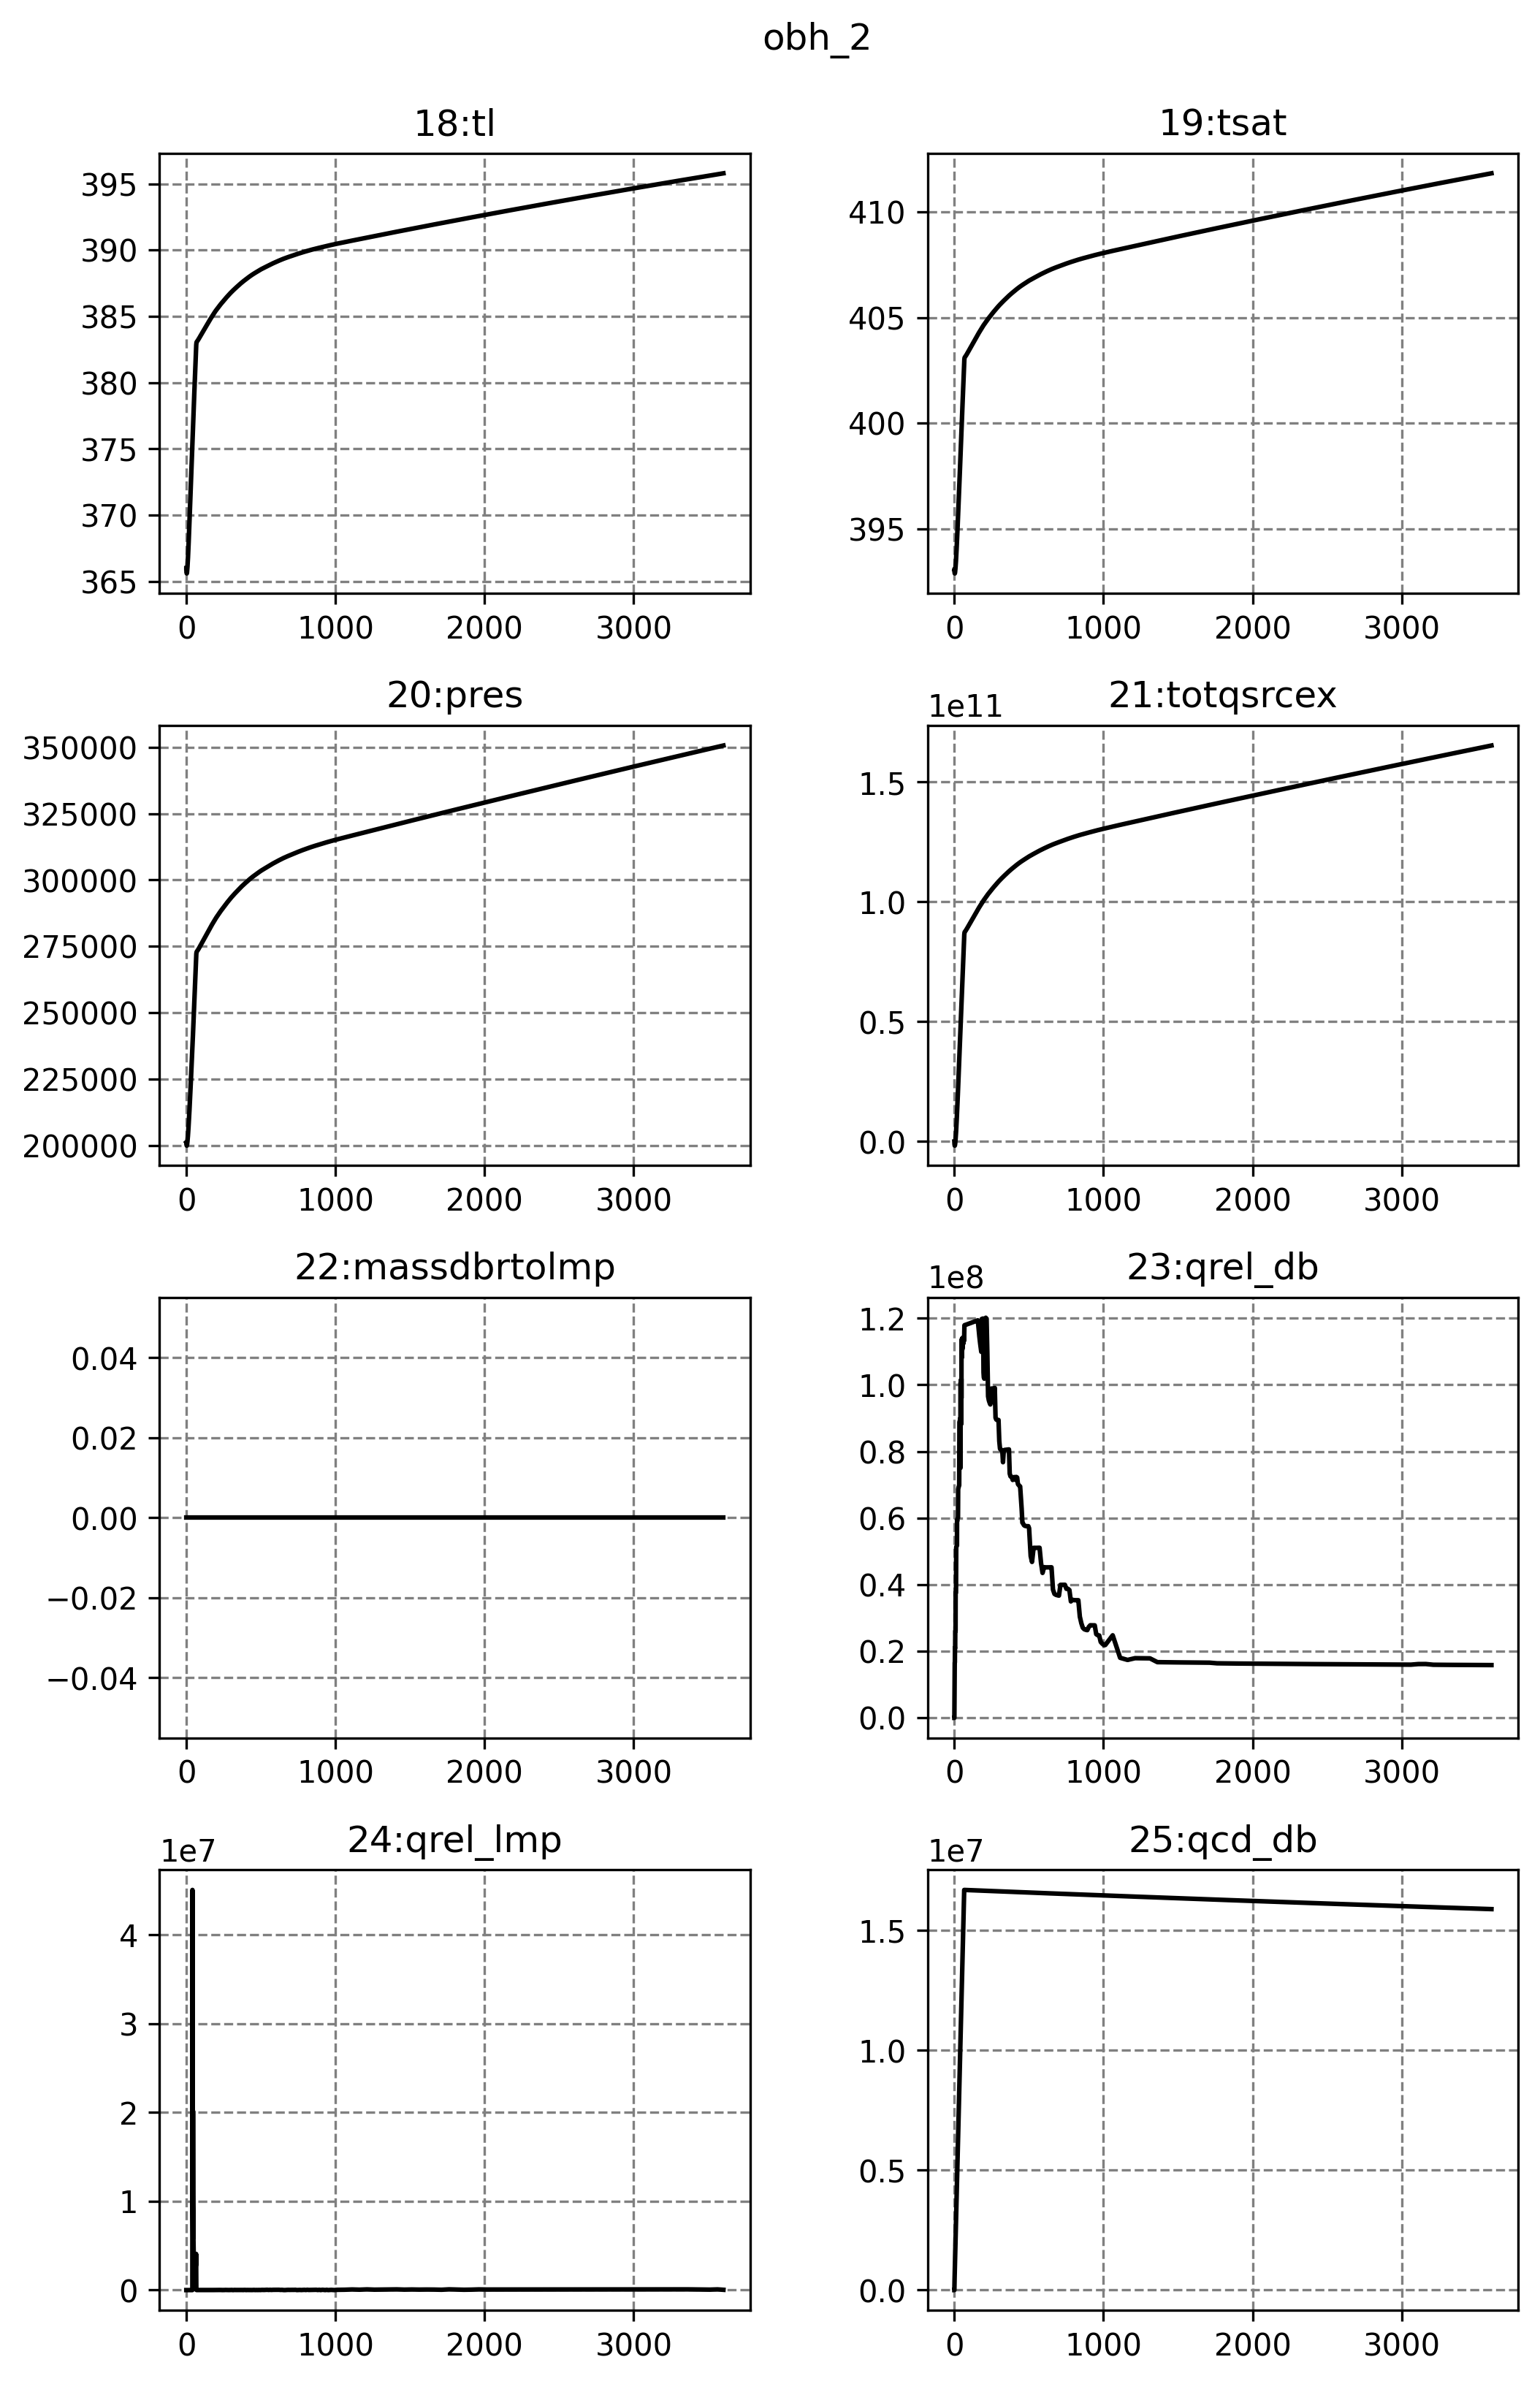 obh_2
18:tl
395
390
385
380
375
370
365
0 1000 2000 3000
19:tsat
410
405
400
395
0 1000 2000 3000
20:pres
350000
325000
300000
275000
250000
225000
200000
0 1000 2000 3000
1e11
21:totqsrcex
1.5
1.0
0.5
0.0
0 1000 2000 3000
22:massdbrtolmp
0.04
0.02
0.00
−0.02
−0.04
0 1000 2000 3000
1e8
23:qrel_db
1.2
1.0
0.8
0.6
0.4
0.2
0.0
0 1000 2000 3000
1e7
24:qrel_lmp
4
3
2
1
0
0 1000 2000 3000
1e7
25:qcd_db
1.5
1.0
0.5
0.0
0 1000 2000 3000